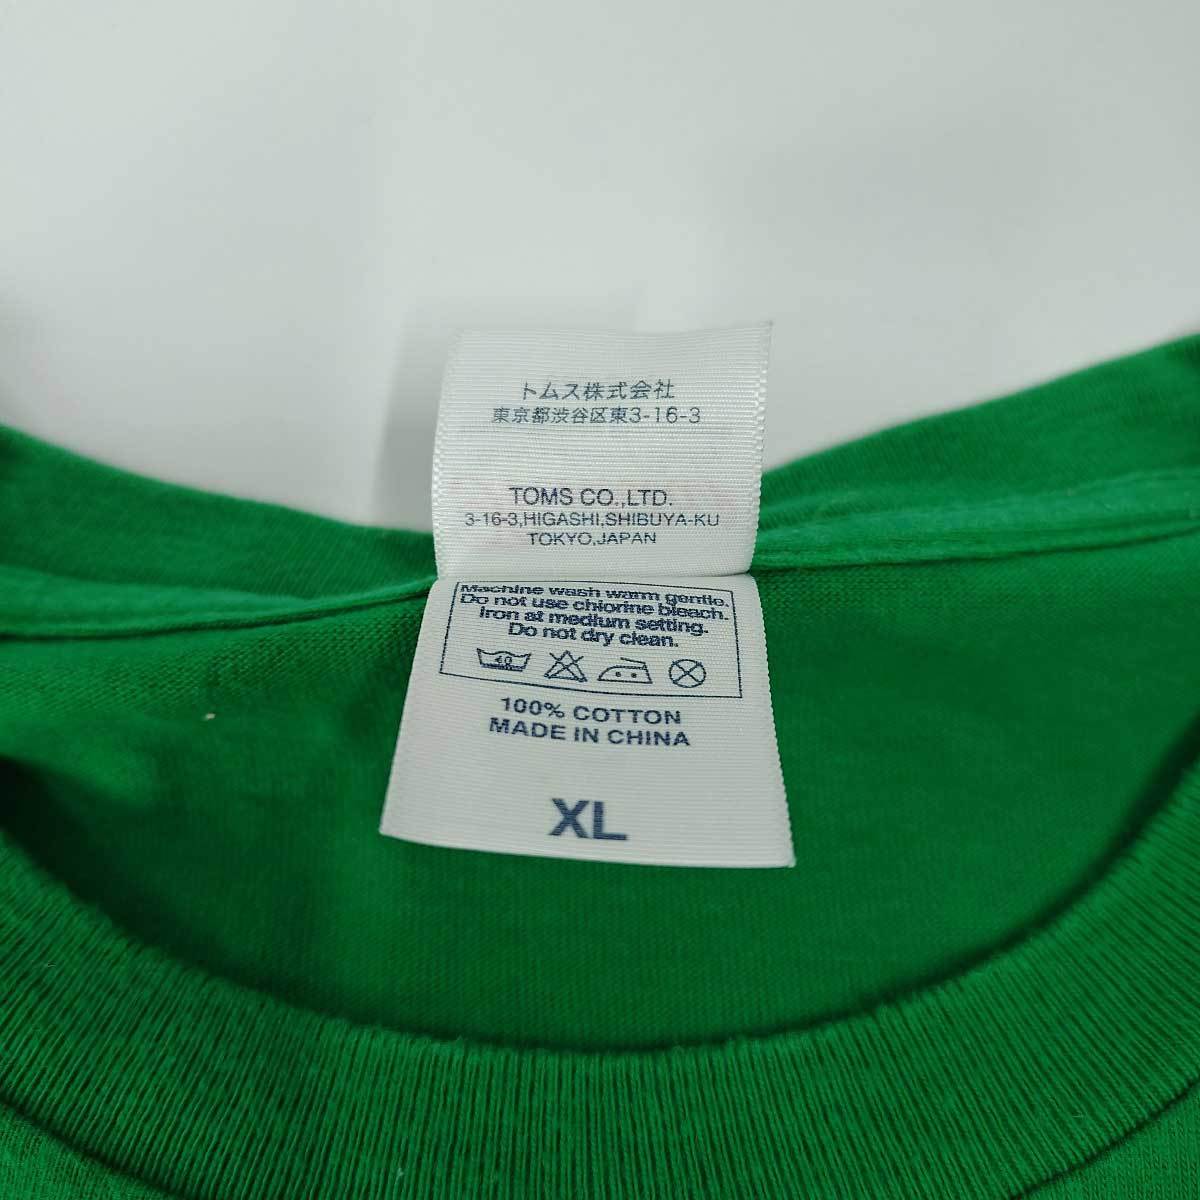 トムス株式会社
東京都渋谷区東3-16-3
TOMS CO.,LTD.
3-16-3,HIGASHI,SHIBUYA-KU
TOKYO,JAPAN
Machine wash warm gentle.
Do not use chlorine bleach.
Iron at medium setting.
Do not dry clean.
40
100% COTTON
MADE IN CHINA
XL